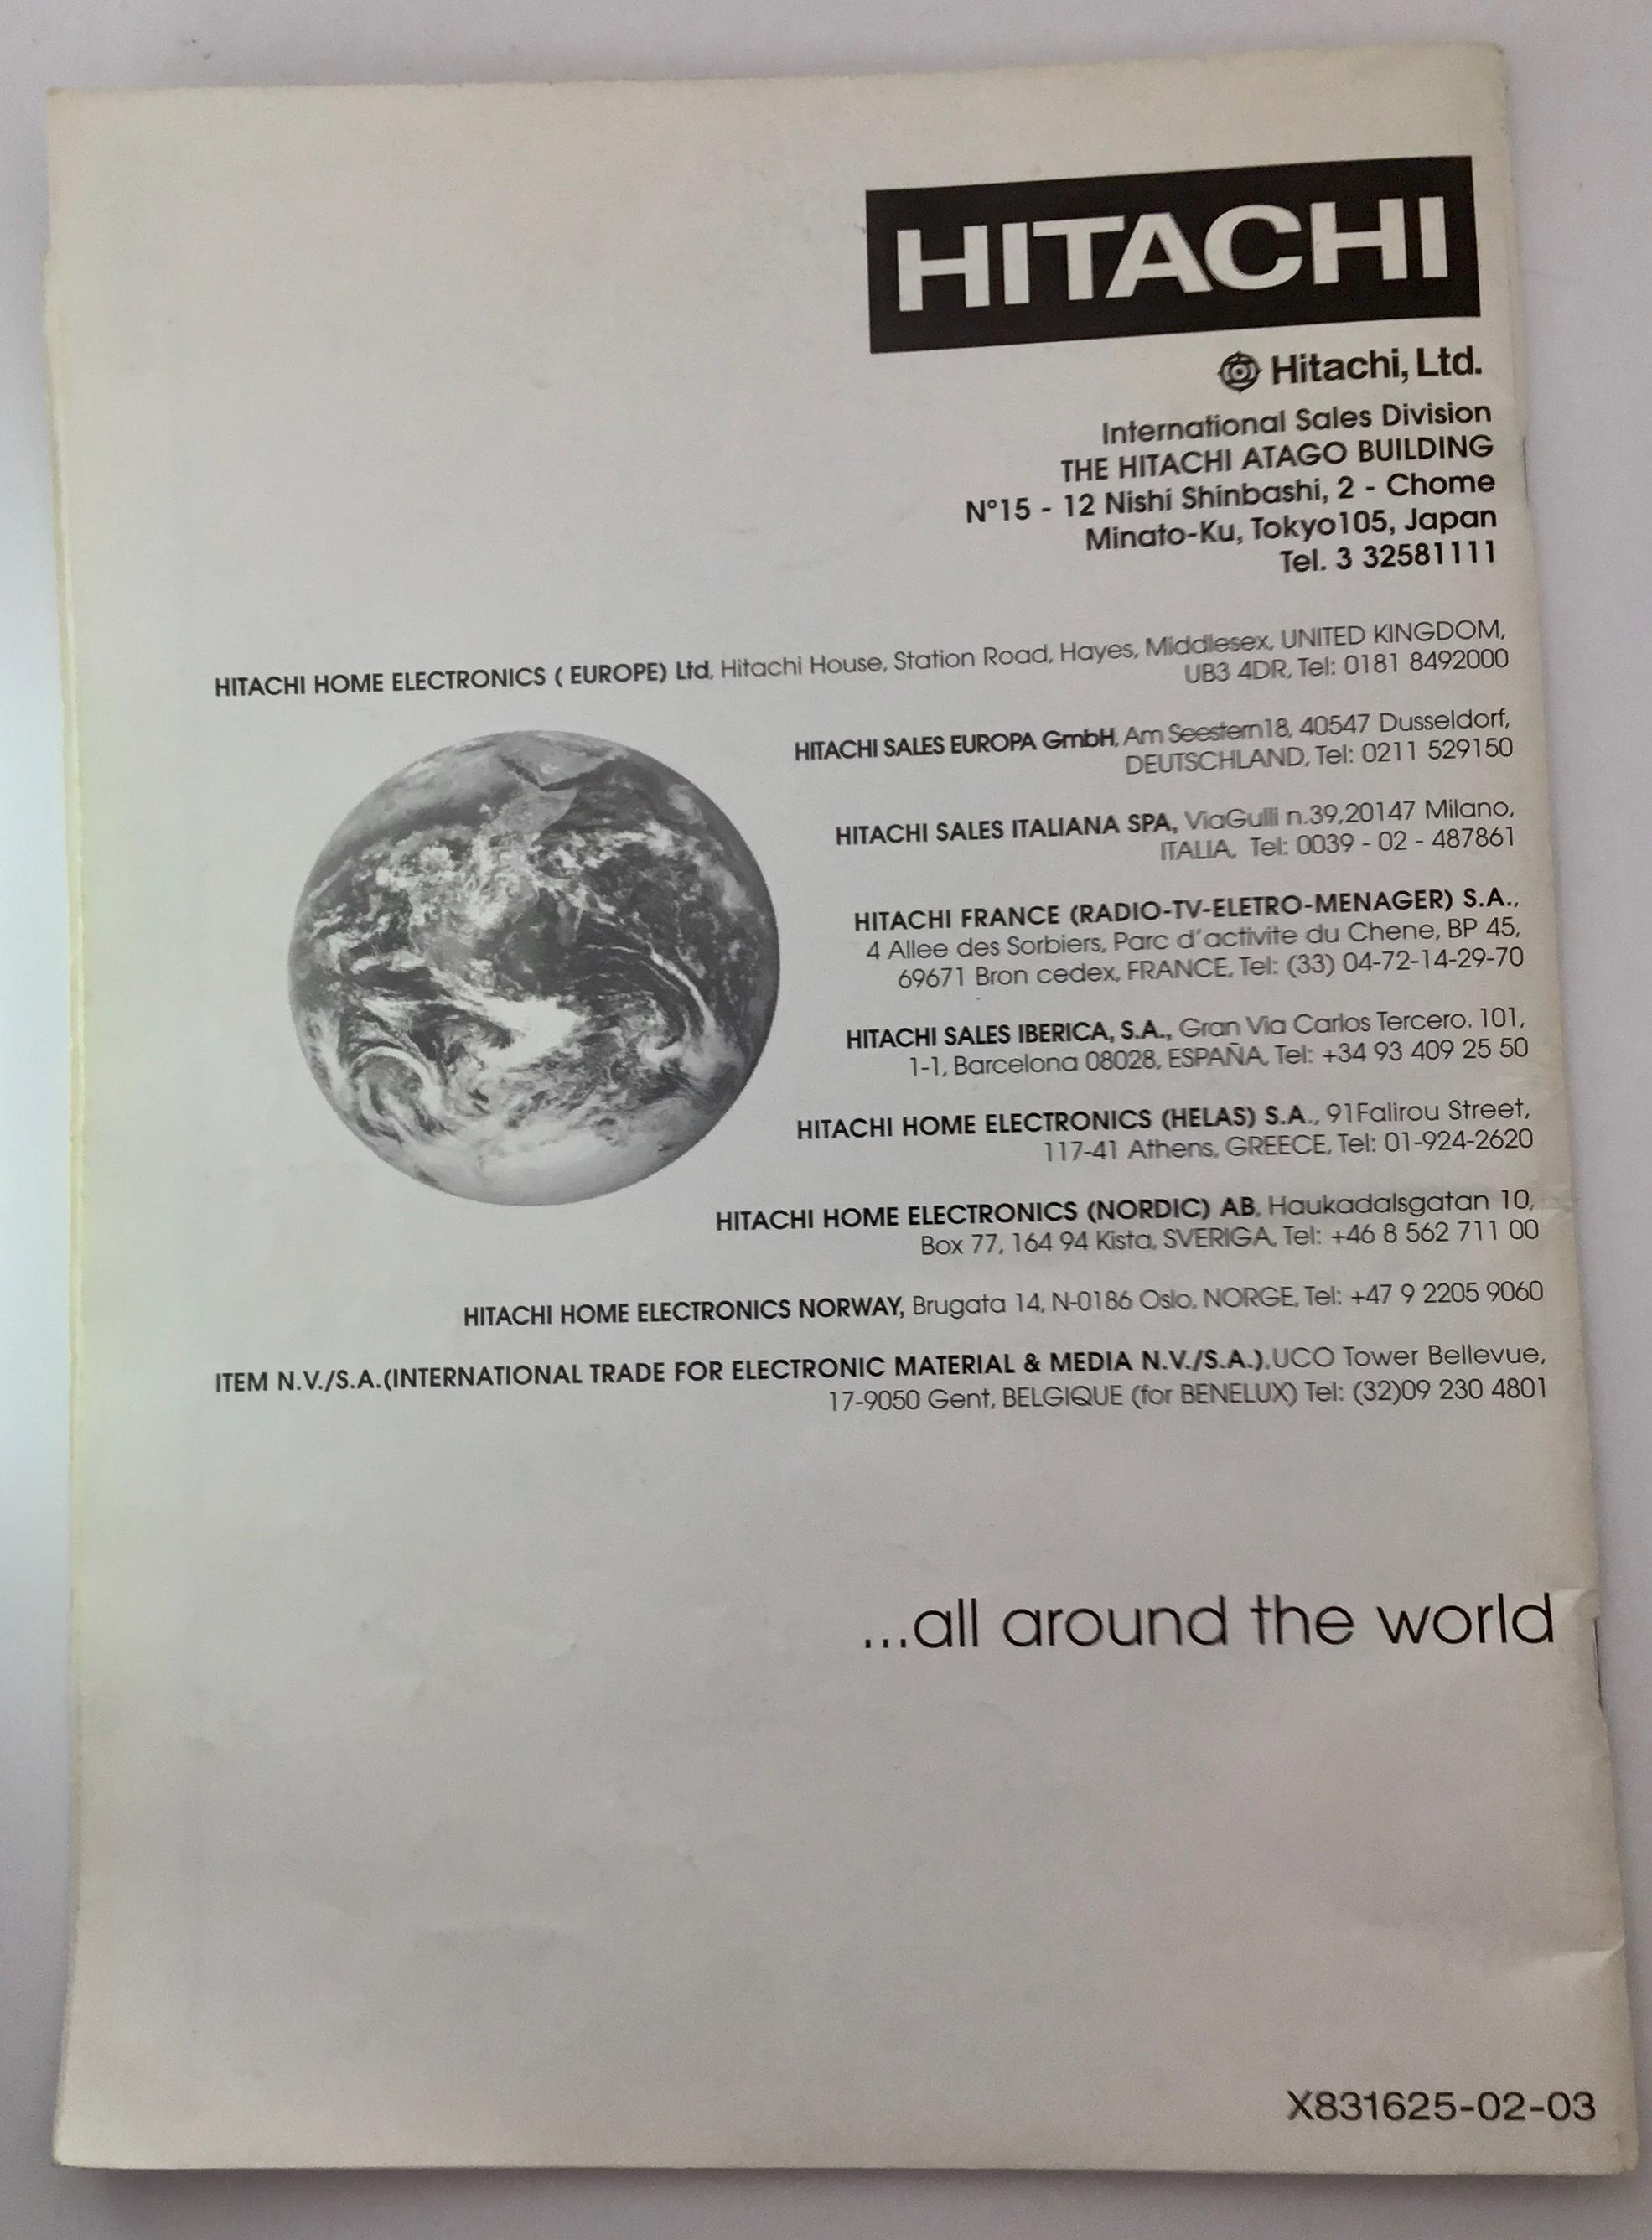 HITACHI
Hitachi, Ltd.
International Sales Division
THE HITACHI ATAGO BUILDING
N°15 - 12 Nishi Shinbashi, 2 - Chome
Minato-Ku, Tokyo105, Japan
Tel. 3 32581111
HITACHI HOME ELECTRONICS ( EUROPE) Ltd, Hitachi House, Station Road, Hayes, Middlesex, UNITED KINGDOM,
UB3 4DR, Tel: 0181 8492000
HITACHI SALES EUROPA GmbH, Am Seestern18, 40547 Dusseldorf,
DEUTSCHLAND, Tel: 0211 529150
HITACHI SALES ITALIANA SPA, ViaGulli n.39,20147 Milano,
ITALIA, Tel: 0039 - 02 - 487861
HITACHI FRANCE (RADIO-TV-ELETRO-MENAGER) S.A.,
4 Allee des Sorbiers, Parc d'activite du Chene, BP 45,
69671 Bron cedex, FRANCE, Tel: (33) 04-72-14-29-70
HITACHI SALES IBERICA, S.A., Gran Via Carlos Tercero. 101,
1-1, Barcelona 08028, ESPAÑA, Tel: +34 93 409 25 50
HITACHI HOME ELECTRONICS (HELAS) S.A., 91Falirou Street,
117-41 Athens, GREECE, Tel: 01-924-2620
HITACHI HOME ELECTRONICS (NORDIC) AB, Haukadalsgatan 10,
Box 77, 164 94 Kista, SVERIGA, Tel: +46 8 562 711 00
HITACHI HOME ELECTRONICS NORWAY, Brugata 14, N-0186 Oslo, NORGE, Tel: +47 9 2205 9060
ITEM N.V./S.A.(INTERNATIONAL TRADE FOR ELECTRONIC MATERIAL & MEDIA N.V./S.A.),UCO Tower Bellevue,
17-9050 Gent, BELGIQUE (for BENELUX) Tel: (32)09 230 4801
...all around the world
X831625-02-03